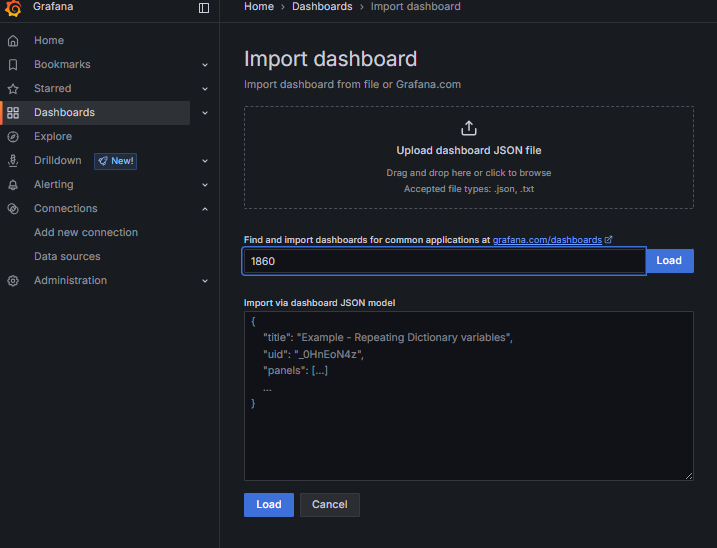 Grafana
Home › Dashboards › Import dashboard
Home
Bookmarks
Starred
Dashboards
Explore
Drilldown New!
Alerting
Connections
Add new connection
Data sources
Administration
Import dashboard
Import dashboard from file or Grafana.com
Upload dashboard JSON file
Drag and drop here or click to browse
Accepted file types: .json, .txt
Find and import dashboards for common applications at grafana.com/dashboards
1860
Load
Import via dashboard JSON model
{
"title": "Example - Repeating Dictionary variables",
"uid": "_0HnEoN4z",
"panels": [...]
...
}
Load
Cancel